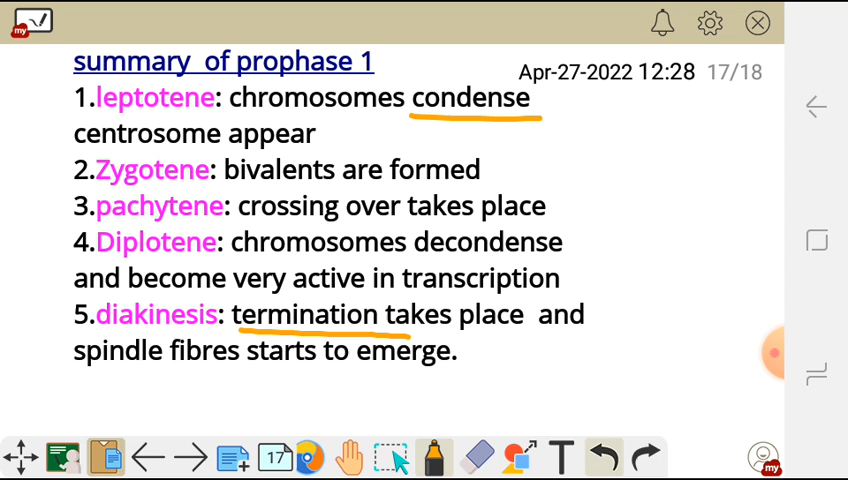 my
summary of prophase 1
Apr-27-2022 12:28 17/18
1.leptotene: chromosomes condense
centrosome appear
2.Zygotene: bivalents are formed
3.pachytene: crossing over takes place
4.Diplotene: chromosomes decondense
and become very active in transcription
5.diakinesis: termination takes place and
spindle fibres starts to emerge.
17
T
my